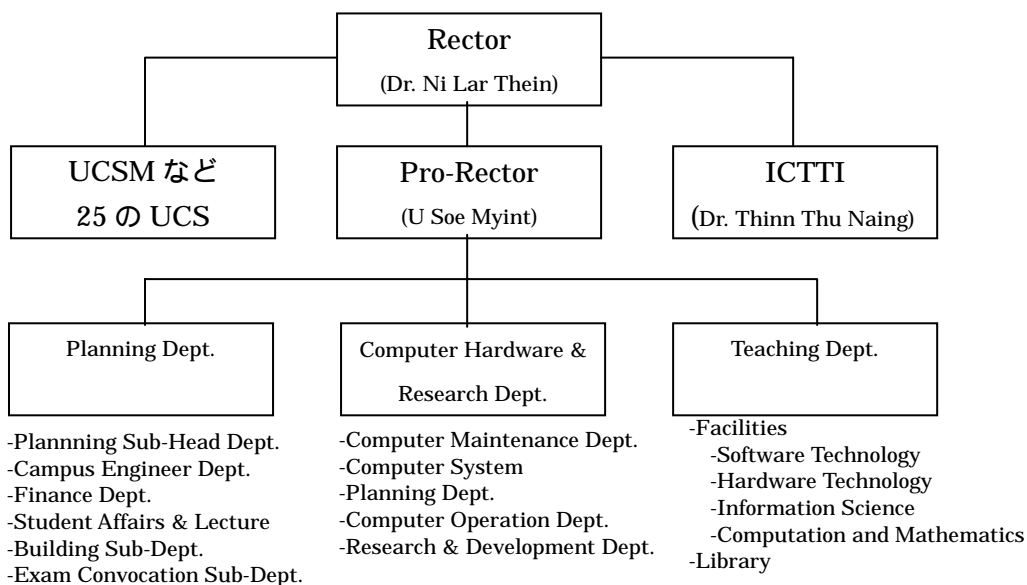 Rector
(Dr. Ni Lar Thein)
UCSM など
25 の UCS
Pro-Rector
(U Soe Myint)
ICTTI
(Dr. Thinn Thu Naing)
Planning Dept.
Computer Hardware &
Research Dept.
Teaching Dept.
-Plannning Sub-Head Dept.
-Campus Engineer Dept.
-Finance Dept.
-Student Affairs & Lecture
-Building Sub-Dept.
-Exam Convocation Sub-Dept.
-Computer Maintenance Dept.
-Computer System
-Planning Dept.
-Computer Operation Dept.
-Research & Development Dept.
-Facilities
-Software Technology
-Hardware Technology
-Information Science
-Computation and Mathematics
-Library